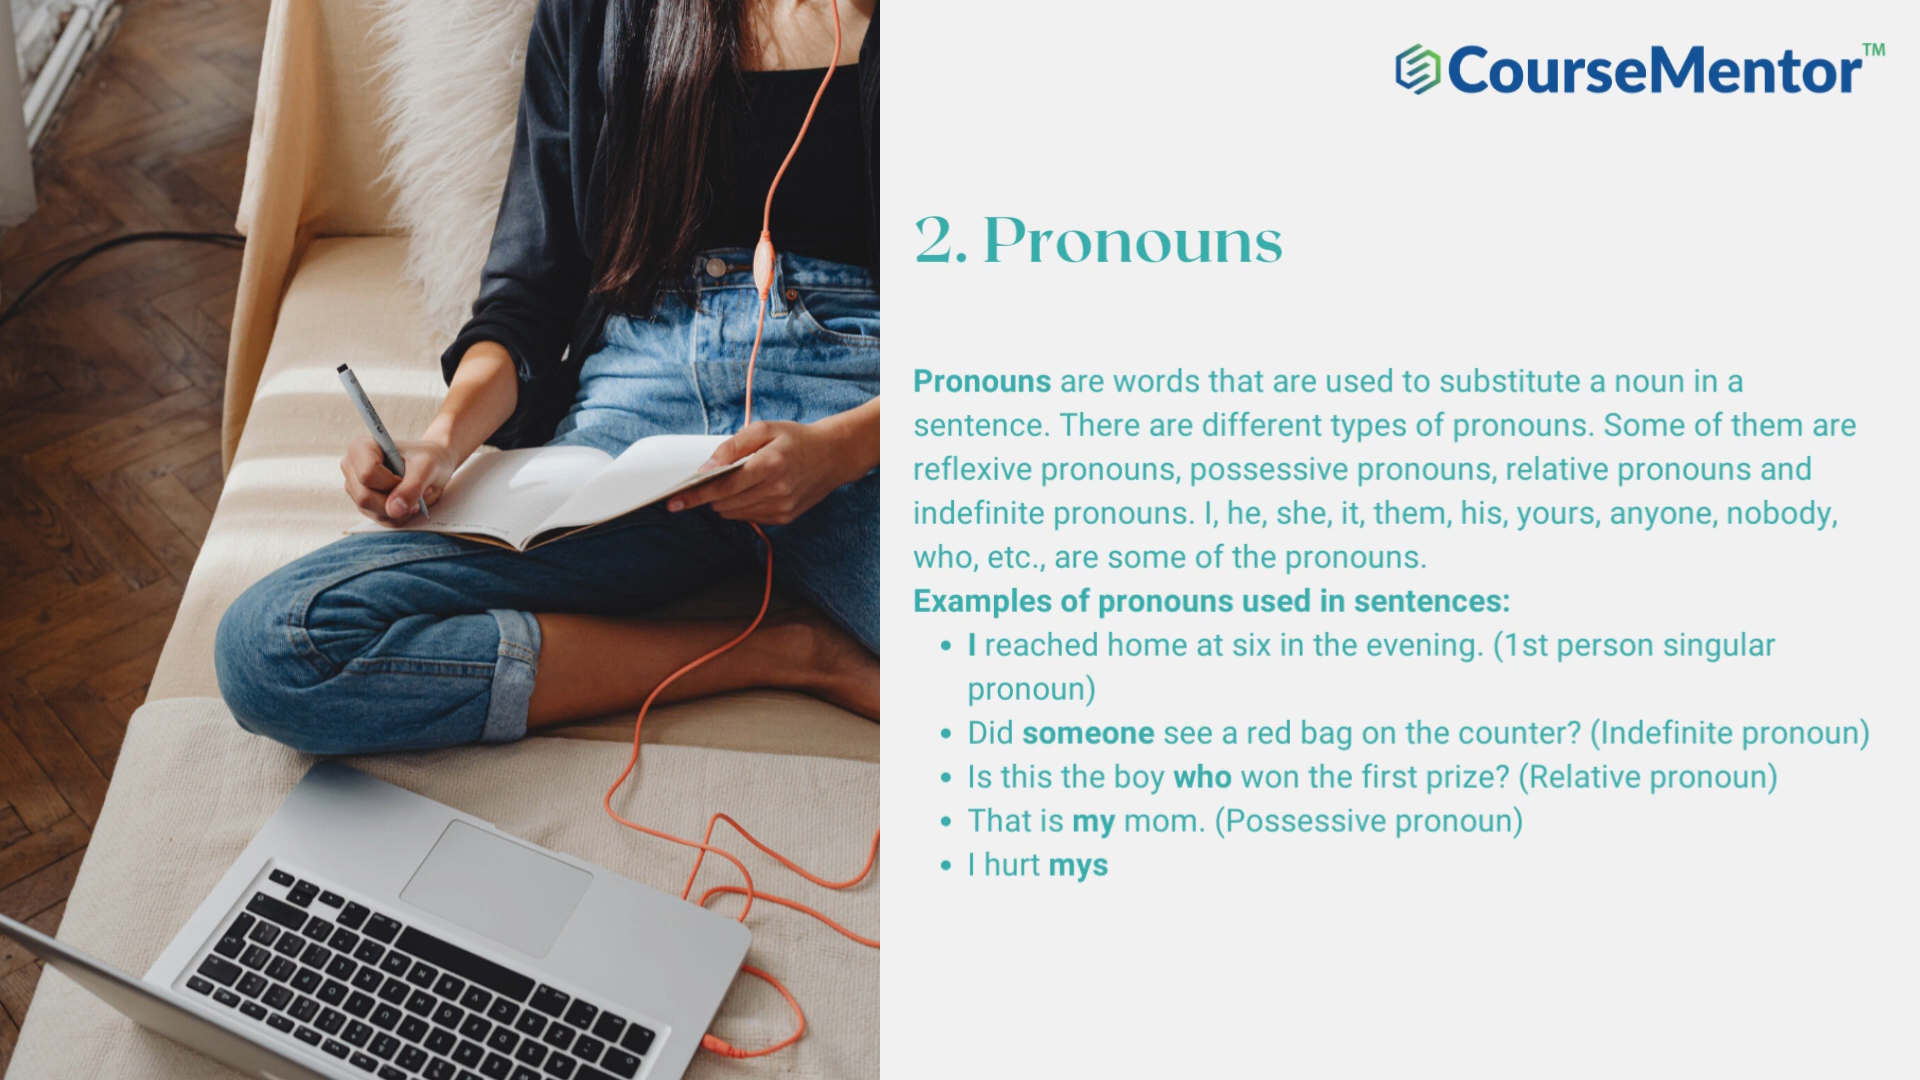 CourseMentor™
2. Pronouns
Pronouns are words that are used to substitute a noun in a
sentence. There are different types of pronouns. Some of them are
reflexive pronouns, possessive pronouns, relative pronouns and
indefinite pronouns. I, he, she, it, them, his, yours, anyone, nobody,
who, etc., are some of the pronouns.
Examples of pronouns used in sentences:
• I reached home at six in the evening. (1st person singular
pronoun)
• Did someone see a red bag on the counter? (Indefinite pronoun)
• Is this the boy who won the first prize? (Relative pronoun)
• That is my mom. (Possessive pronoun)
• I hurt mys